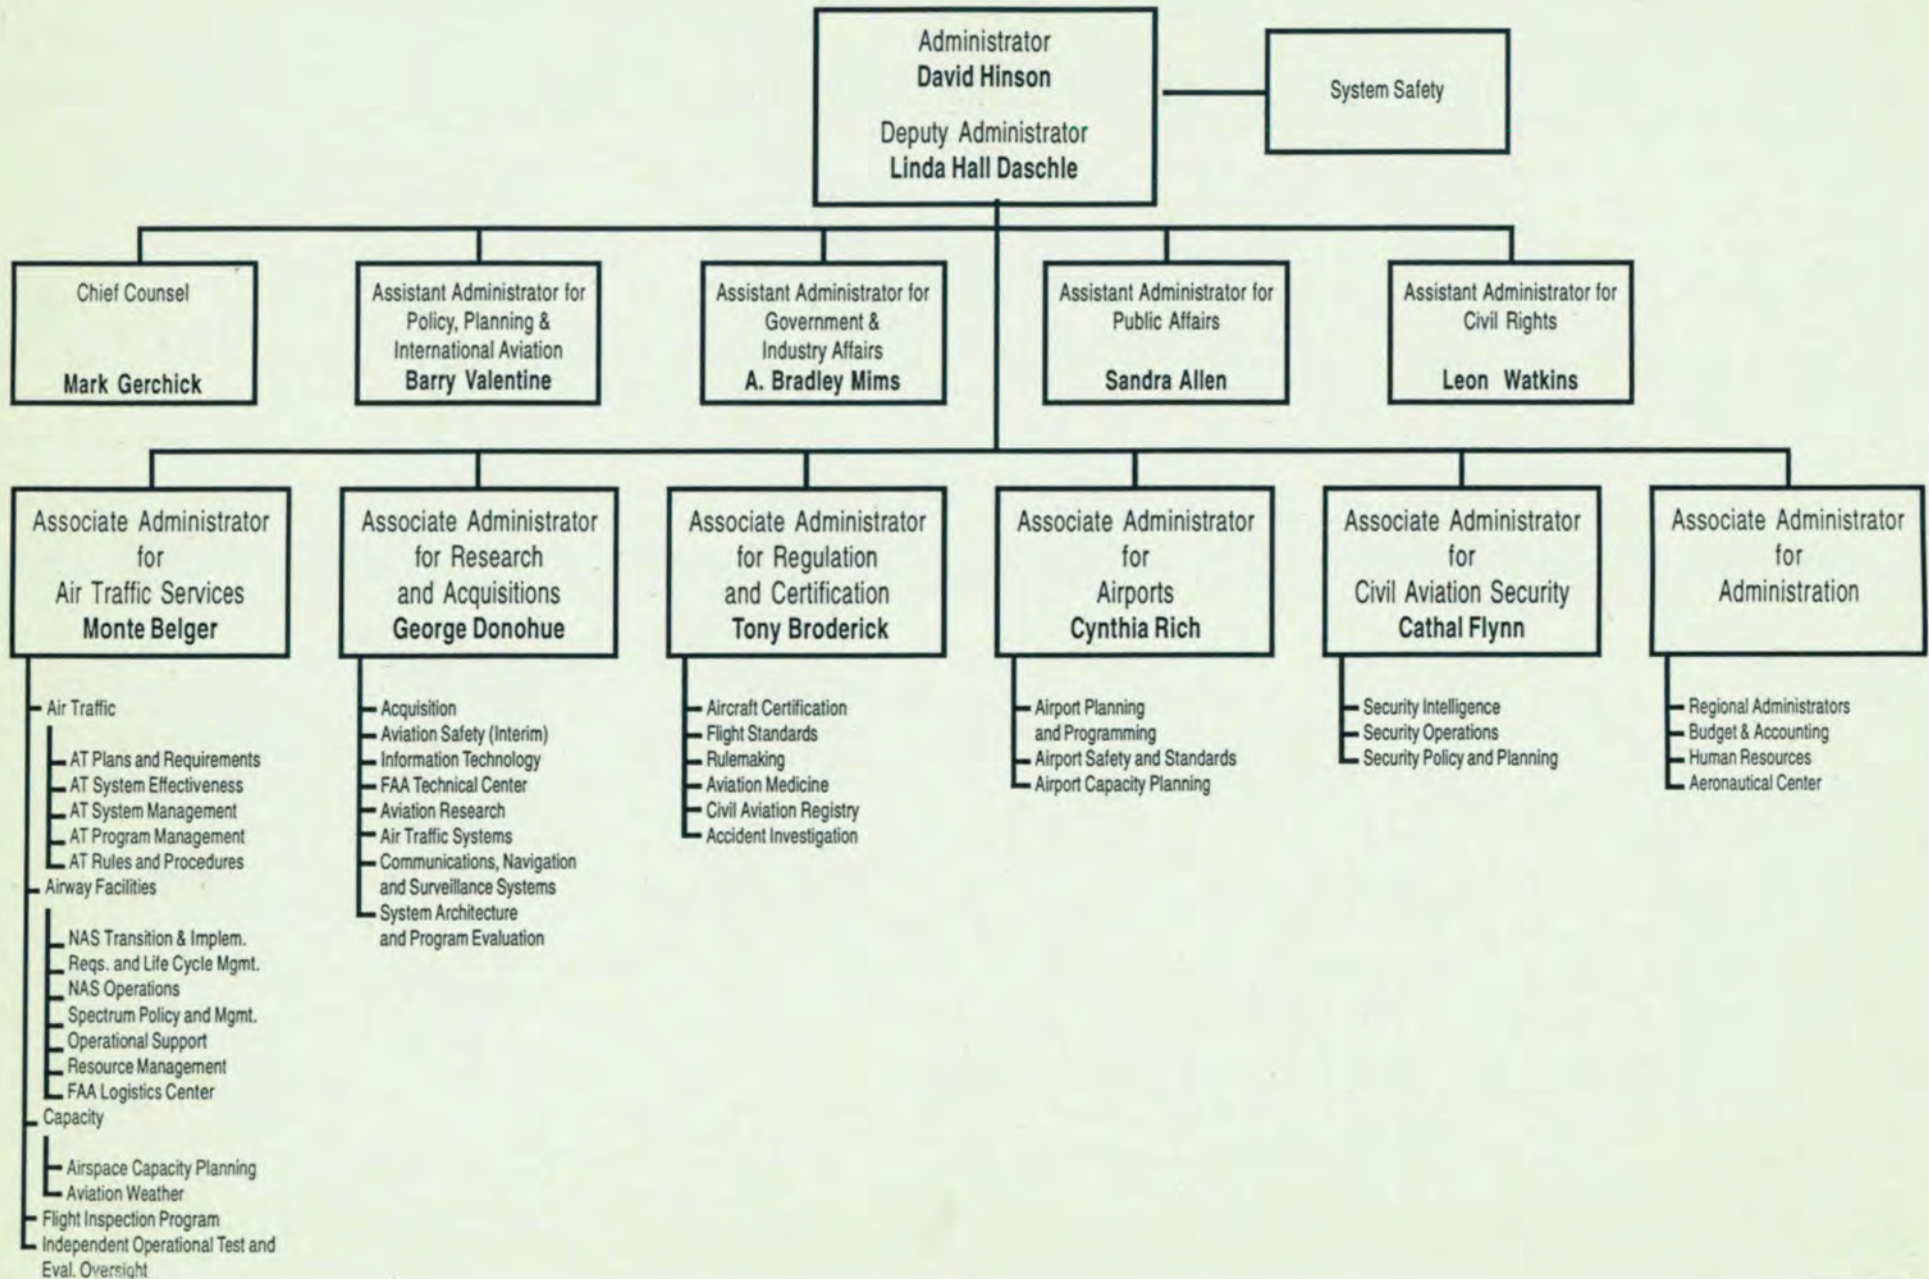 Administrator
David Hinson
Deputy Administrator
Linda Hall Daschle
System Safety
Chief Counsel
Mark Gerchick
Assistant Administrator for
Policy, Planning &
International Aviation
Barry Valentine
Assistant Administrator for
Government &
Industry Affairs
A. Bradley Mims
Assistant Administrator for
Public Affairs
Sandra Allen
Assistant Administrator for
Civil Rights
Leon Watkins
Associate Administrator
for
Air Traffic Services
Monte Belger
Air Traffic
AT Plans and Requirements
AT System Effectiveness
AT System Management
AT Program Management
AT Rules and Procedures
Airway Facilities
NAS Transition & Implem.
Reqs. and Life Cycle Mgmt.
NAS Operations
Spectrum Policy and Mgmt.
Operational Support
Resource Management
FAA Logistics Center
Capacity
Airspace Capacity Planning
Aviation Weather
Flight Inspection Program
Independent Operational Test and
Eval. Oversight
Associate Administrator
for Research
and Acquisitions
George Donohue
Acquisition
Aviation Safety (Interim)
Information Technology
FAA Technical Center
Aviation Research
Air Traffic Systems
Communications, Navigation
and Surveillance Systems
System Architecture
and Program Evaluation
Associate Administrator
for Regulation
and Certification
Tony Broderick
Aircraft Certification
Flight Standards
Rulemaking
Aviation Medicine
Civil Aviation Registry
Accident Investigation
Associate Administrator
for
Airports
Cynthia Rich
Airport Planning
and Programming
Airport Safety and Standards
Airport Capacity Planning
Associate Administrator
for
Civil Aviation Security
Cathal Flynn
Security Intelligence
Security Operations
Security Policy and Planning
Associate Administrator
for
Administration
Regional Administrators
Budget & Accounting
Human Resources
Aeronautical Center